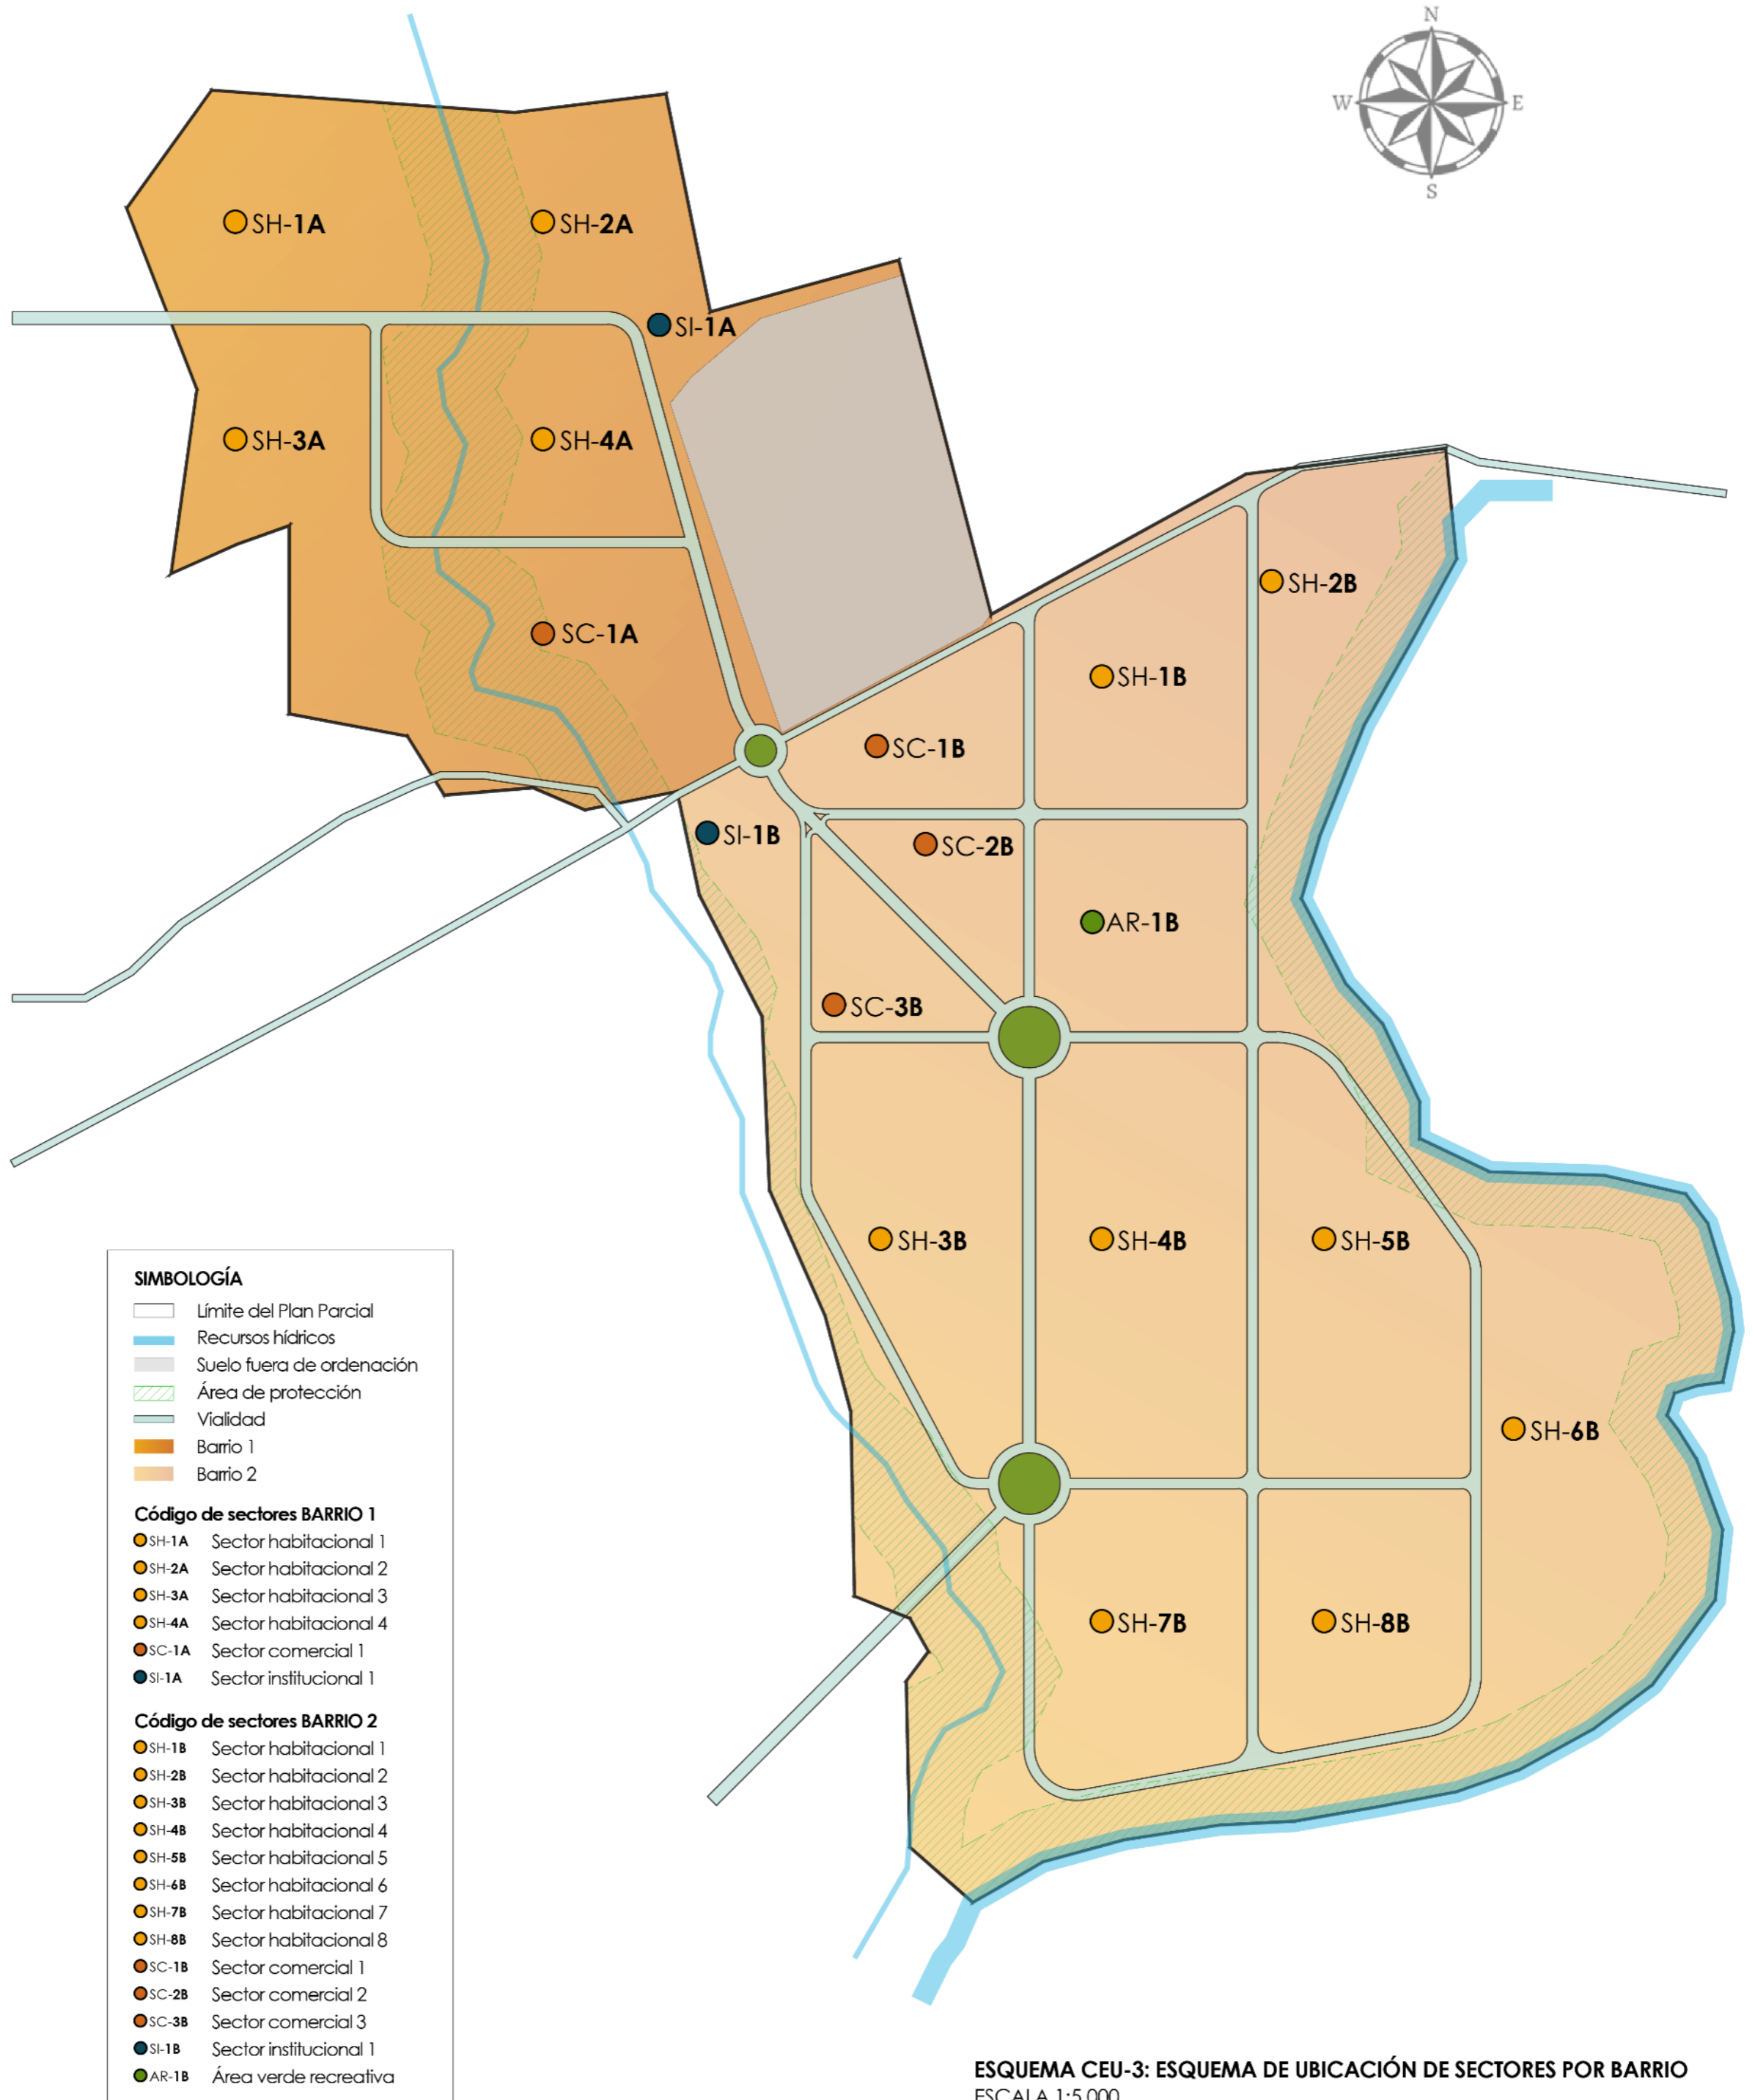 N
W
E
S
SH-1A
SH-2A
SI-1A
SH-3A
SH-4A
SH-2B
SC-1A
SH-1B
SC-1B
SI-1B
SC-2B
AR-1B
SC-3B
SH-3B
SH-4B
SH-5B
SH-6B
SH-7B
SH-8B
SIMBOLOGÍA
Límite del Plan Parcial
Recursos hídricos
Suelo fuera de ordenación
Área de protección
Vialidad
Barrio 1
Barrio 2
Código de sectores BARRIO 1
SH-1A Sector habitacional 1
SH-2A Sector habitacional 2
SH-3A Sector habitacional 3
SH-4A Sector habitacional 4
SC-1A Sector comercial 1
SI-1A Sector institucional 1
Código de sectores BARRIO 2
SH-1B Sector habitacional 1
SH-2B Sector habitacional 2
SH-3B Sector habitacional 3
SH-4B Sector habitacional 4
SH-5B Sector habitacional 5
SH-6B Sector habitacional 6
SH-7B Sector habitacional 7
SH-8B Sector habitacional 8
SC-1B Sector comercial 1
SC-2B Sector comercial 2
SC-3B Sector comercial 3
SI-1B Sector institucional 1
AR-1B Área verde recreativa
ESQUEMA CEU-3: ESQUEMA DE UBICACIÓN DE SECTORES POR BARRIO
ESCALA 1:5.000